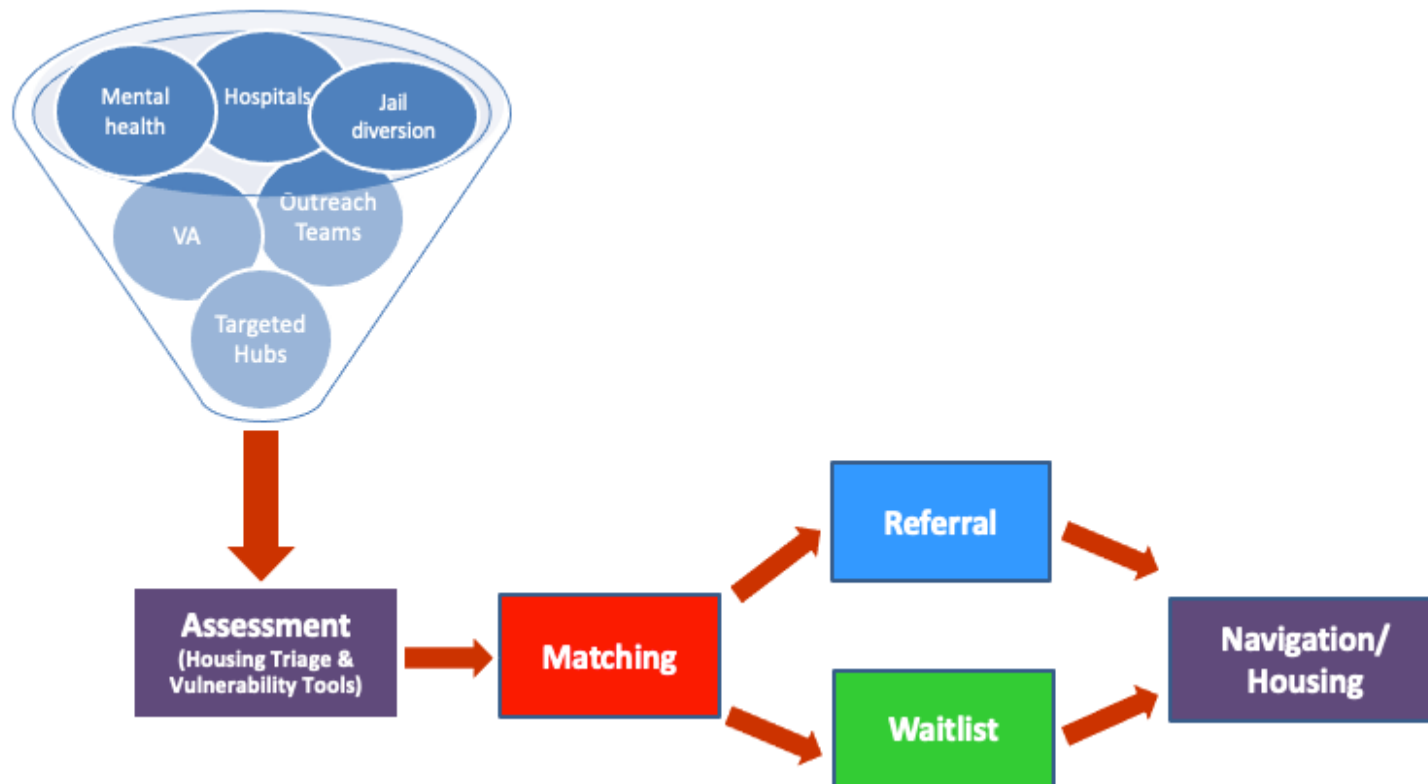 Mental
health
Hospitals
Jail
diversion
VA
Outreach
Teams
Targeted
Hubs
Assessment
(Housing Triage &
Vulnerability Tools)
Matching
Referral
Waitlist
Navigation/
Housing